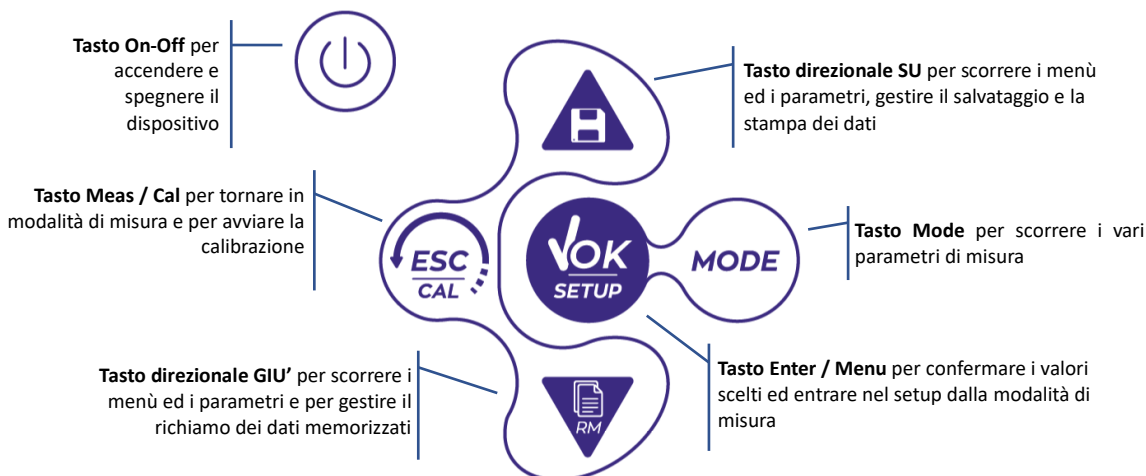 Tasto On-Off per
accendere e
spegnere il
dispositivo
Tasto direzionale SU per scorrere i menù
ed i parametri, gestire il salvataggio e la
stampa dei dati
Tasto Meas / Cal per tornare in
modalità di misura e per avviare la
calibrazione
ESC
CAL
OK
SETUP
MODE
Tasto Mode per scorrere i vari
parametri di misura
Tasto direzionale GIU’ per scorrere i
menù ed i parametri e per gestire il
richiamo dei dati memorizzati
RM
Tasto Enter / Menu per confermare i valori
scelti ed entrare nel setup dalla modalità di
misura